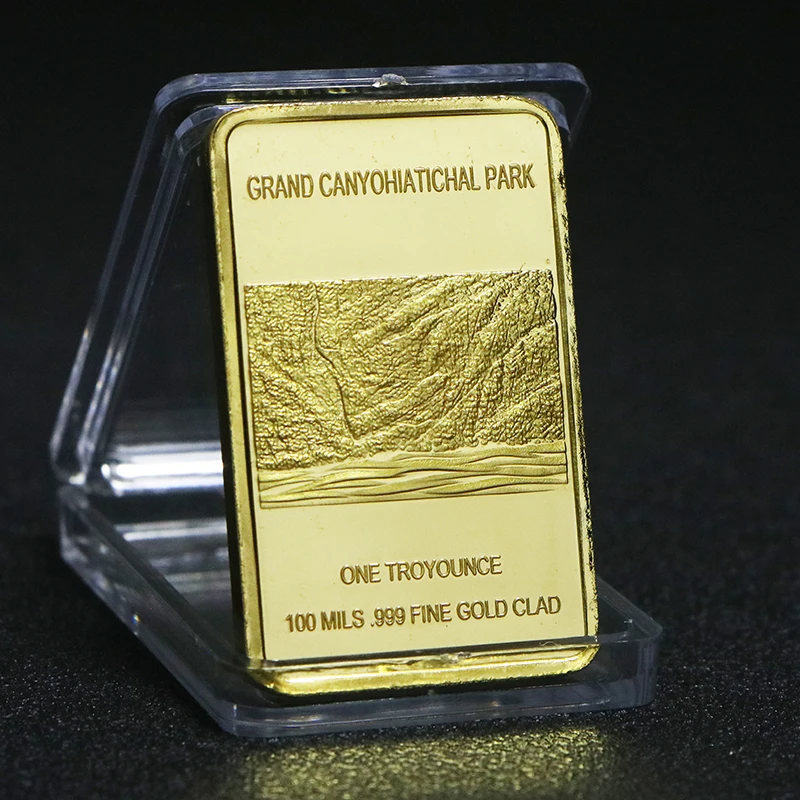 GRAND CANYOHIATICHAL PARK
ONE TROYOUNCE
100 MILS .999 FINE GOLD CLAD